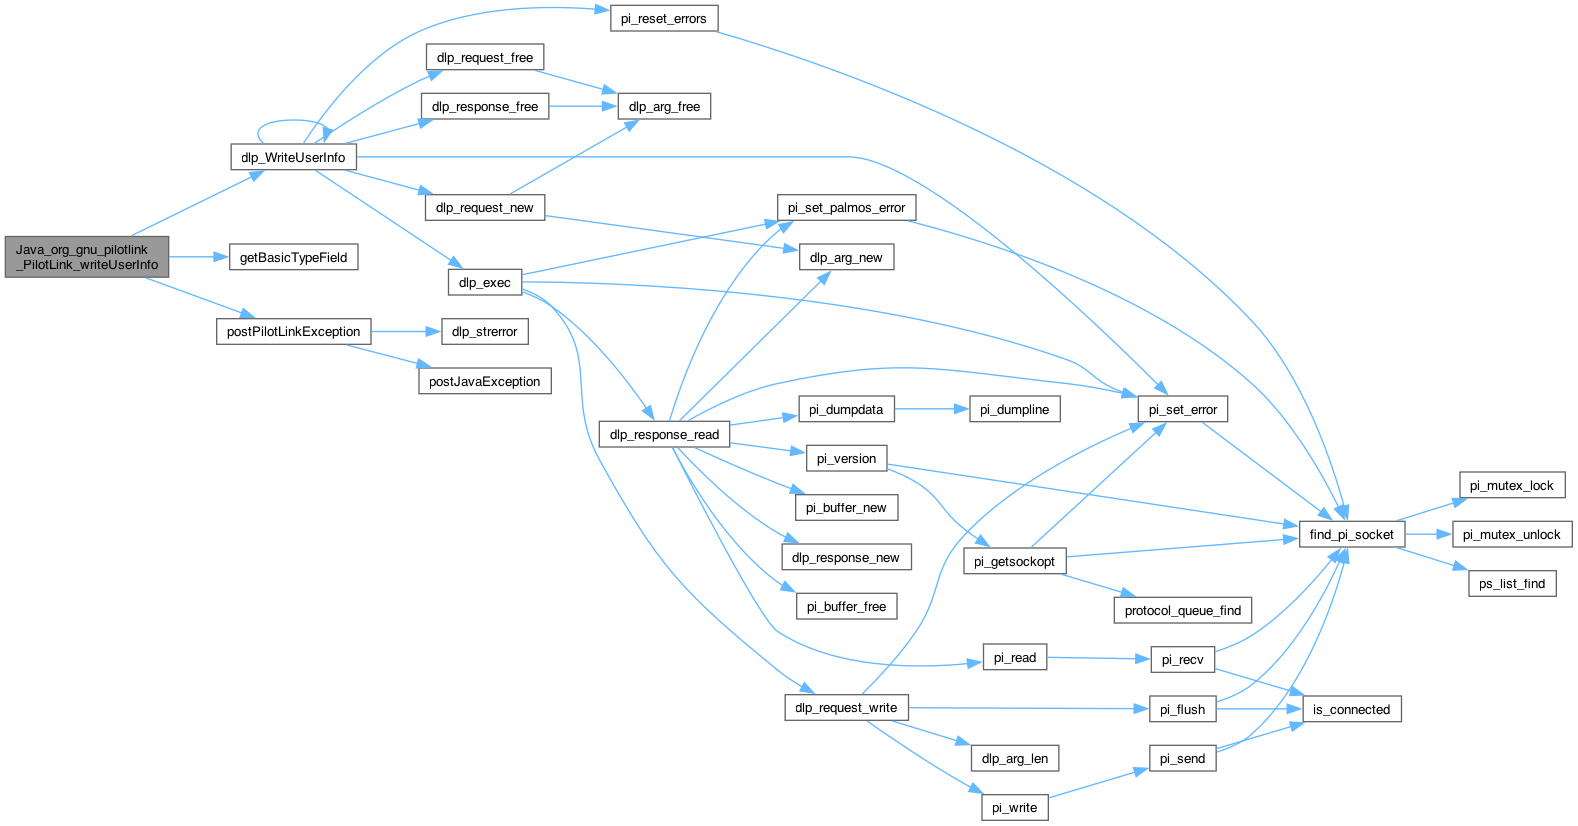 Java_org_gnu_pilotlink
_PilotLink_writeUserInfo
dlp_WriteUserInfo
getBasicTypeField
postPilotLinkException
pi_reset_errors
dlp_request_free
dlp_response_free
dlp_arg_free
dlp_request_new
dlp_exec
dlp_strerror
postJavaException
pi_set_palmos_error
dlp_arg_new
dlp_response_read
pi_dumpdata
pi_dumpline
pi_version
pi_buffer_new
dlp_response_new
pi_buffer_free
pi_set_error
pi_getsockopt
protocol_queue_find
find_pi_socket
pi_mutex_lock
pi_mutex_unlock
ps_list_find
pi_read
pi_recv
dlp_request_write
pi_flush
is_connected
dlp_arg_len
pi_send
pi_write